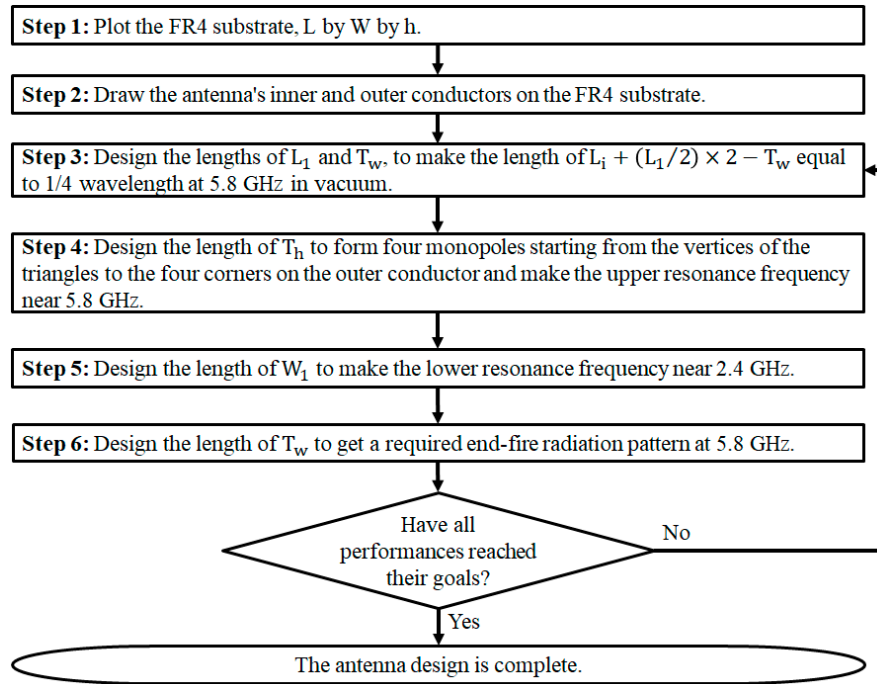 Step 1: Plot the FR4 substrate, L by W by h.
Step 2: Draw the antenna's inner and outer conductors on the FR4 substrate.
Step 3: Design the lengths of L₁ and T_w, to make the length of L_i + (L₁/2) × 2 − T_w equal
to 1/4 wavelength at 5.8 GHz in vacuum.
Step 4: Design the length of T_h to form four monopoles starting from the vertices of the
triangles to the four corners on the outer conductor and make the upper resonance frequency
near 5.8 GHz.
Step 5: Design the length of W₁ to make the lower resonance frequency near 2.4 GHz.
Step 6: Design the length of T_w to get a required end-fire radiation pattern at 5.8 GHz.
Have all
performances reached
their goals?
No
Yes
The antenna design is complete.